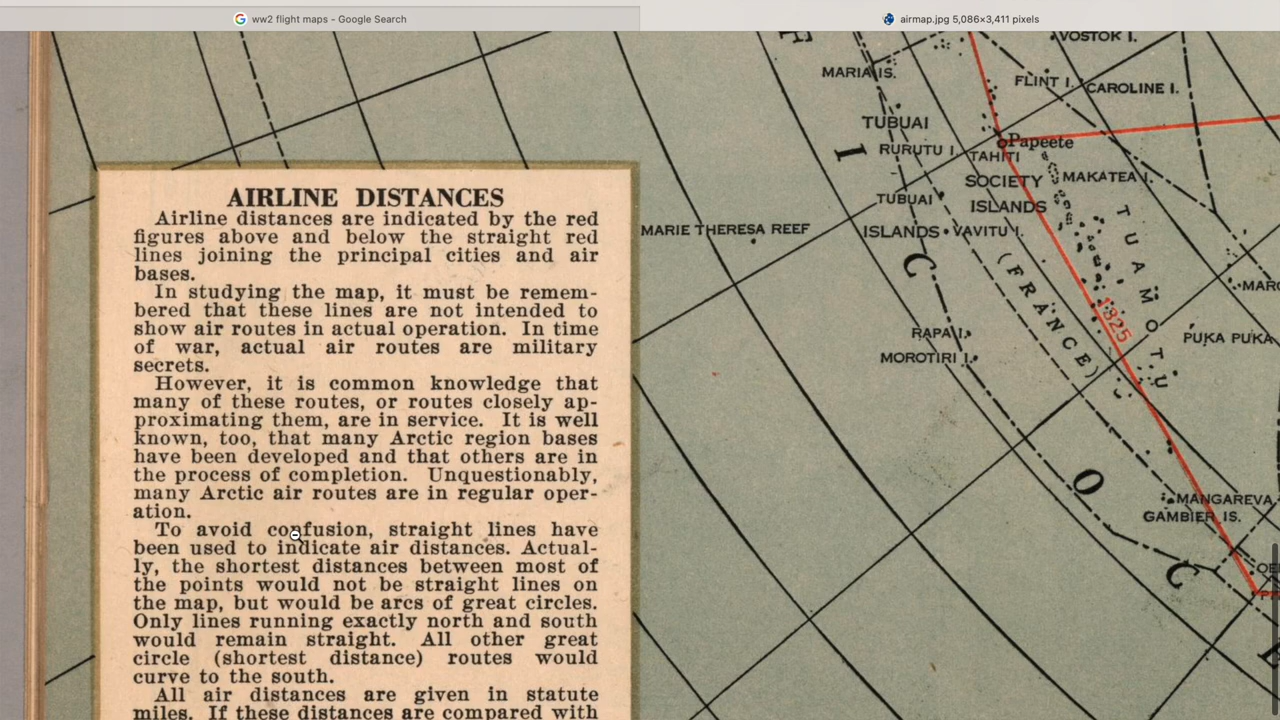 ww2 flight maps - Google Search
airmap.jpg 5,086×3,411 pixels
AIRLINE DISTANCES
Airline distances are indicated by the red
figures above and below the straight red
lines joining the principal cities and air
bases.
In studying the map, it must be remem-
bered that these lines are not intended to
show air routes in actual operation. In time
of war, actual air routes are military
secrets.
However, it is common knowledge that
many of these routes, or routes closely ap-
proximating them, are in service. It is well
known, too, that many Arctic region bases
have been developed and that others are in
the process of completion. Unquestionably,
many Arctic air routes are in regular oper-
ation.
To avoid confusion, straight lines have
been used to indicate air distances. Actual-
ly, the shortest distances between most of
the points would not be straight lines on
the map, but would be arcs of great circles.
Only lines running exactly north and south
would remain straight. All other great
circle (shortest distance) routes would
curve to the south.
All air distances are given in statute
miles. If these distances are compared with
VOSTOK I.
MARIA IS.
FLINT I.
CAROLINE I.
TUBUAI
RURUTU I.
Papeete
TAHITI
SOCIETY
ISLANDS
MAKATEA I.
TUBUAI
MARIE THERESA REEF
ISLANDS
VAVITU I.
(FRANCE)
TUAMOTU
1825
RAPA I.
MOROTIRI I.
PUKA PUKA
MANGAREVA
GAMBIER IS.
I
C
O
C